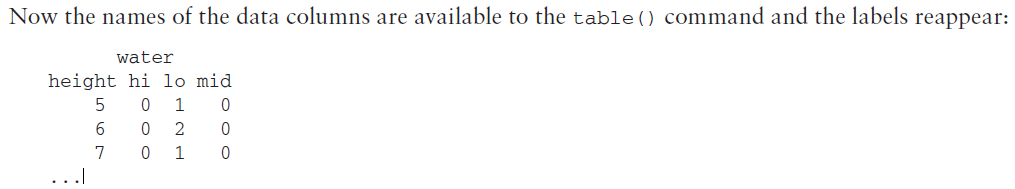 Now the names of the data columns are available to the table() command and the labels reappear:
water
height hi lo mid
5 0 1 0
6 0 2 0
7 0 1 0
...